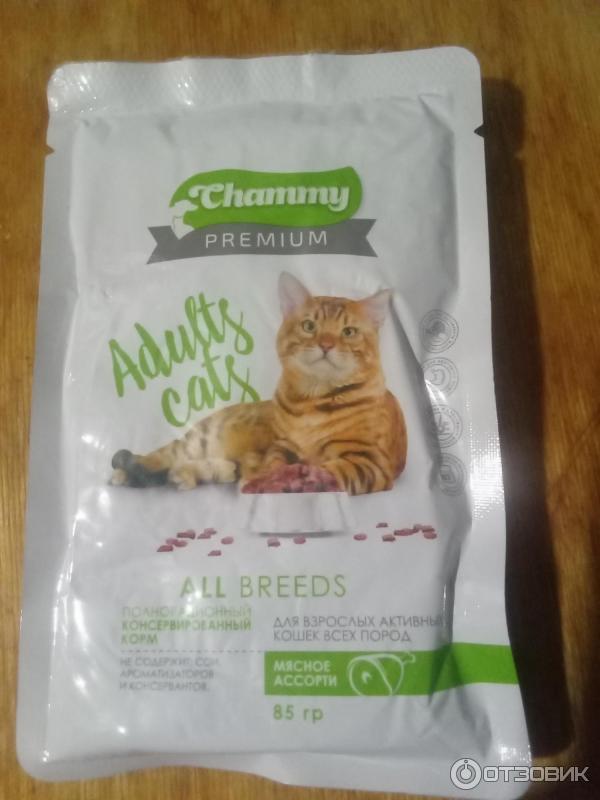 Chammy
PREMIUM
Adults
cats
ALL BREEDS
ПОЛНОРАЦИОННЫЙ
КОНСЕРВИРОВАННЫЙ
КОРМ
ДЛЯ ВЗРОСЛЫХ АКТИВНЫ
КОШЕК ВСЕХ ПОРОД
НЕ СОДЕРЖИТ: СОИ,
АРОМАТИЗАТОРОВ
И КОНСЕРВАНТОВ.
МЯСНОЕ
АССОРТИ
85 гр
ОТЗОВИК